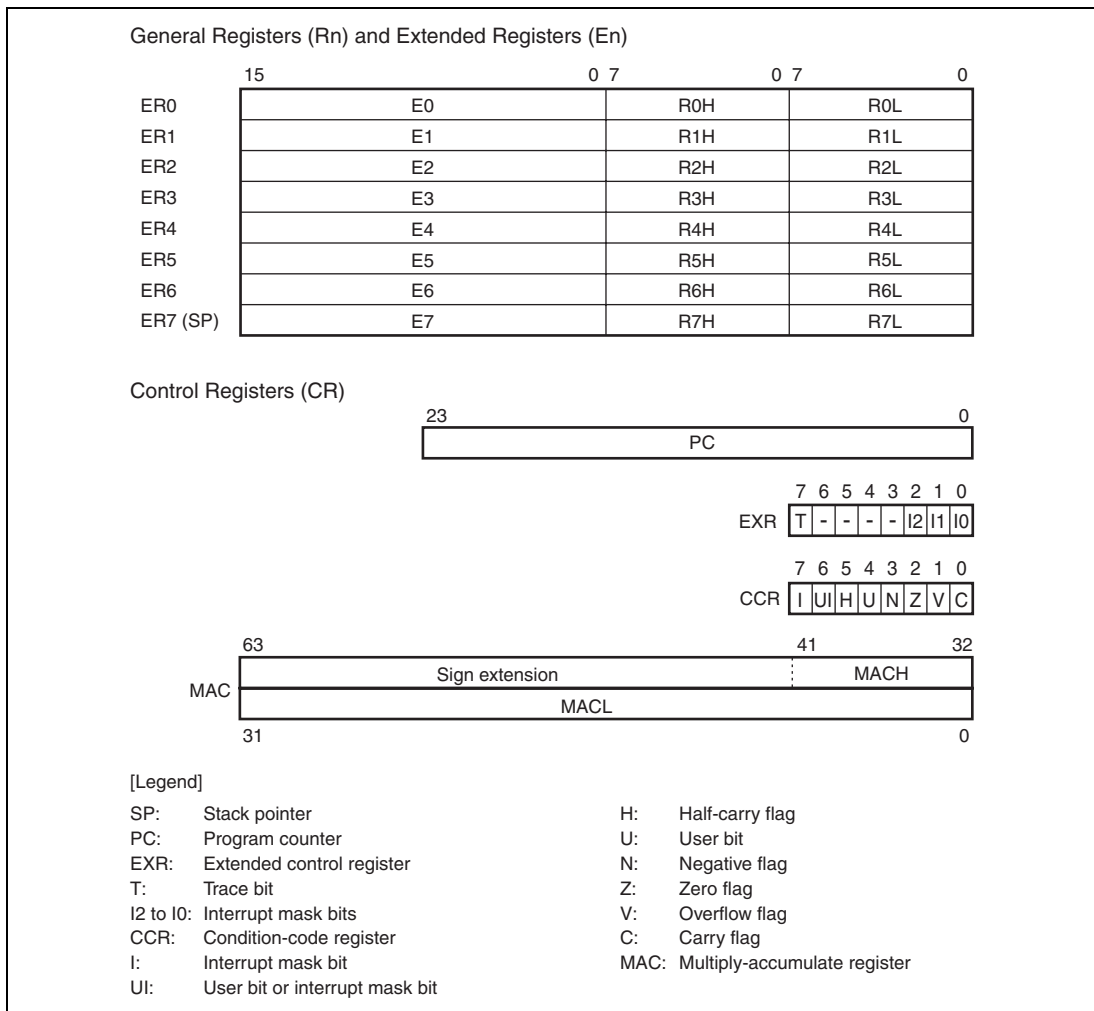 General Registers (Rn) and Extended Registers (En)
15 0 7 0 7 0
ER0 E0 R0H R0L
ER1 E1 R1H R1L
ER2 E2 R2H R2L
ER3 E3 R3H R3L
ER4 E4 R4H R4L
ER5 E5 R5H R5L
ER6 E6 R6H R6L
ER7 (SP) E7 R7H R7L
Control Registers (CR)
23 0
PC
7 6 5 4 3 2 1 0
EXR T - - - - I2 I1 I0
7 6 5 4 3 2 1 0
CCR I UI H U N Z V C
63 41 32
Sign extension MACH
MAC
MACL
31 0
[Legend]
SP: Stack pointer
PC: Program counter
EXR: Extended control register
T: Trace bit
I2 to I0: Interrupt mask bits
CCR: Condition-code register
I: Interrupt mask bit
UI: User bit or interrupt mask bit
H: Half-carry flag
U: User bit
N: Negative flag
Z: Zero flag
V: Overflow flag
C: Carry flag
MAC: Multiply-accumulate register